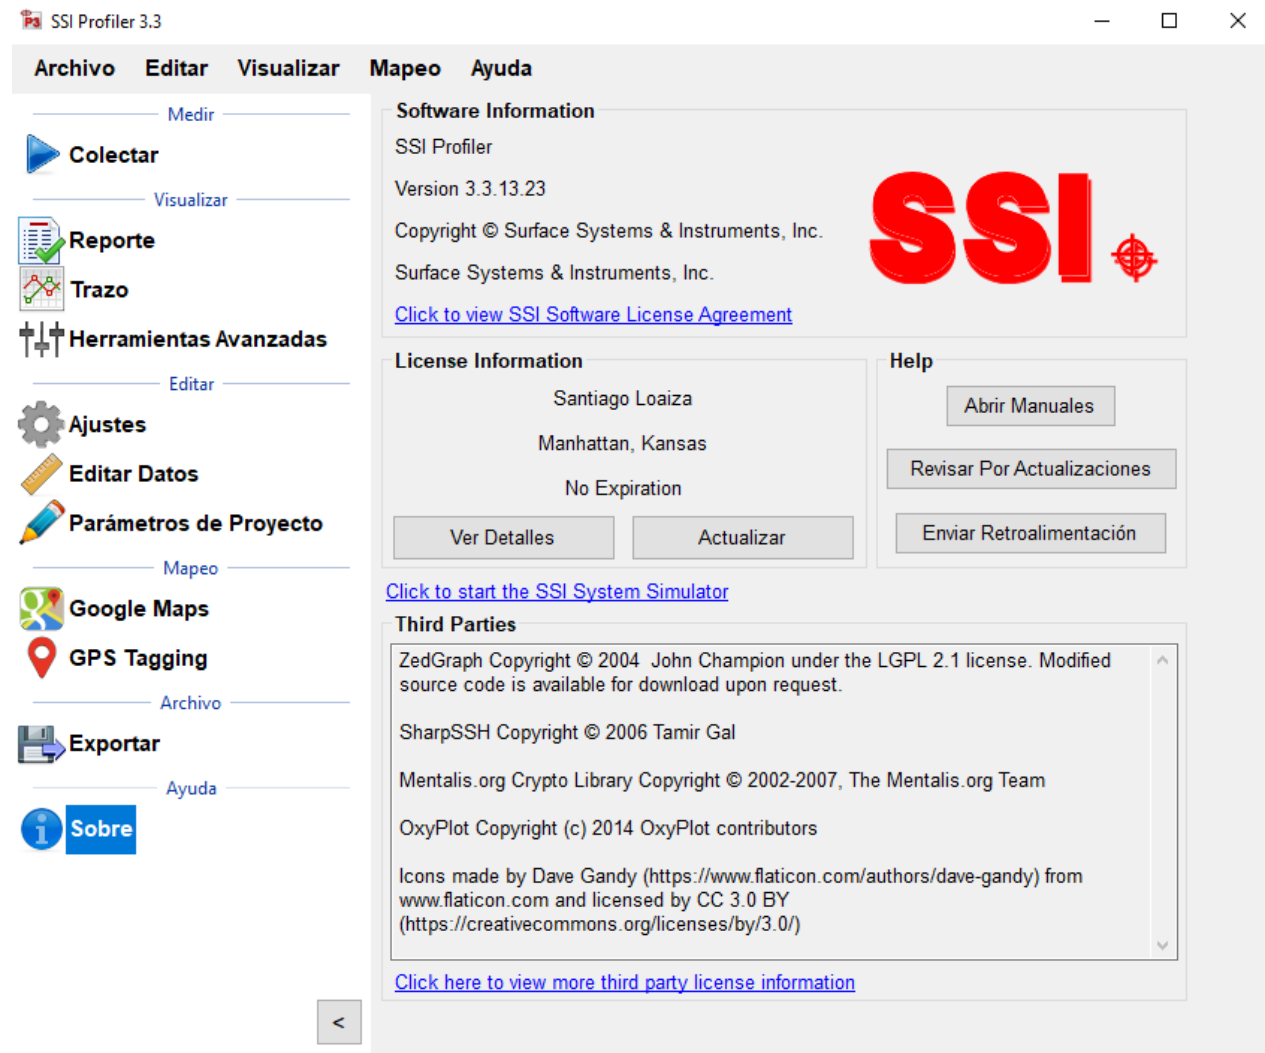 P3 SSI Profiler 3.3
Archivo Editar Visualizar Mapeo Ayuda
Medir
Colectar
Visualizar
Reporte
Trazo
Herramientas Avanzadas
Editar
Ajustes
Editar Datos
Parámetros de Proyecto
Mapeo
Google Maps
GPS Tagging
Archivo
Exportar
Ayuda
Sobre
<
Software Information
SSI Profiler
Version 3.3.13.23
Copyright © Surface Systems & Instruments, Inc.
Surface Systems & Instruments, Inc.
Click to view SSI Software License Agreement
SSI
License Information
Santiago Loaiza
Manhattan, Kansas
No Expiration
Ver Detalles
Actualizar
Help
Abrir Manuales
Revisar Por Actualizaciones
Enviar Retroalimentación
Click to start the SSI System Simulator
Third Parties
ZedGraph Copyright © 2004  John Champion under the LGPL 2.1 license. Modified
source code is available for download upon request.
SharpSSH Copyright © 2006 Tamir Gal
Mentalis.org Crypto Library Copyright © 2002-2007, The Mentalis.org Team
OxyPlot Copyright (c) 2014 OxyPlot contributors
Icons made by Dave Gandy (https://www.flaticon.com/authors/dave-gandy) from
www.flaticon.com and licensed by CC 3.0 BY
(https://creativecommons.org/licenses/by/3.0/)
Click here to view more third party license information